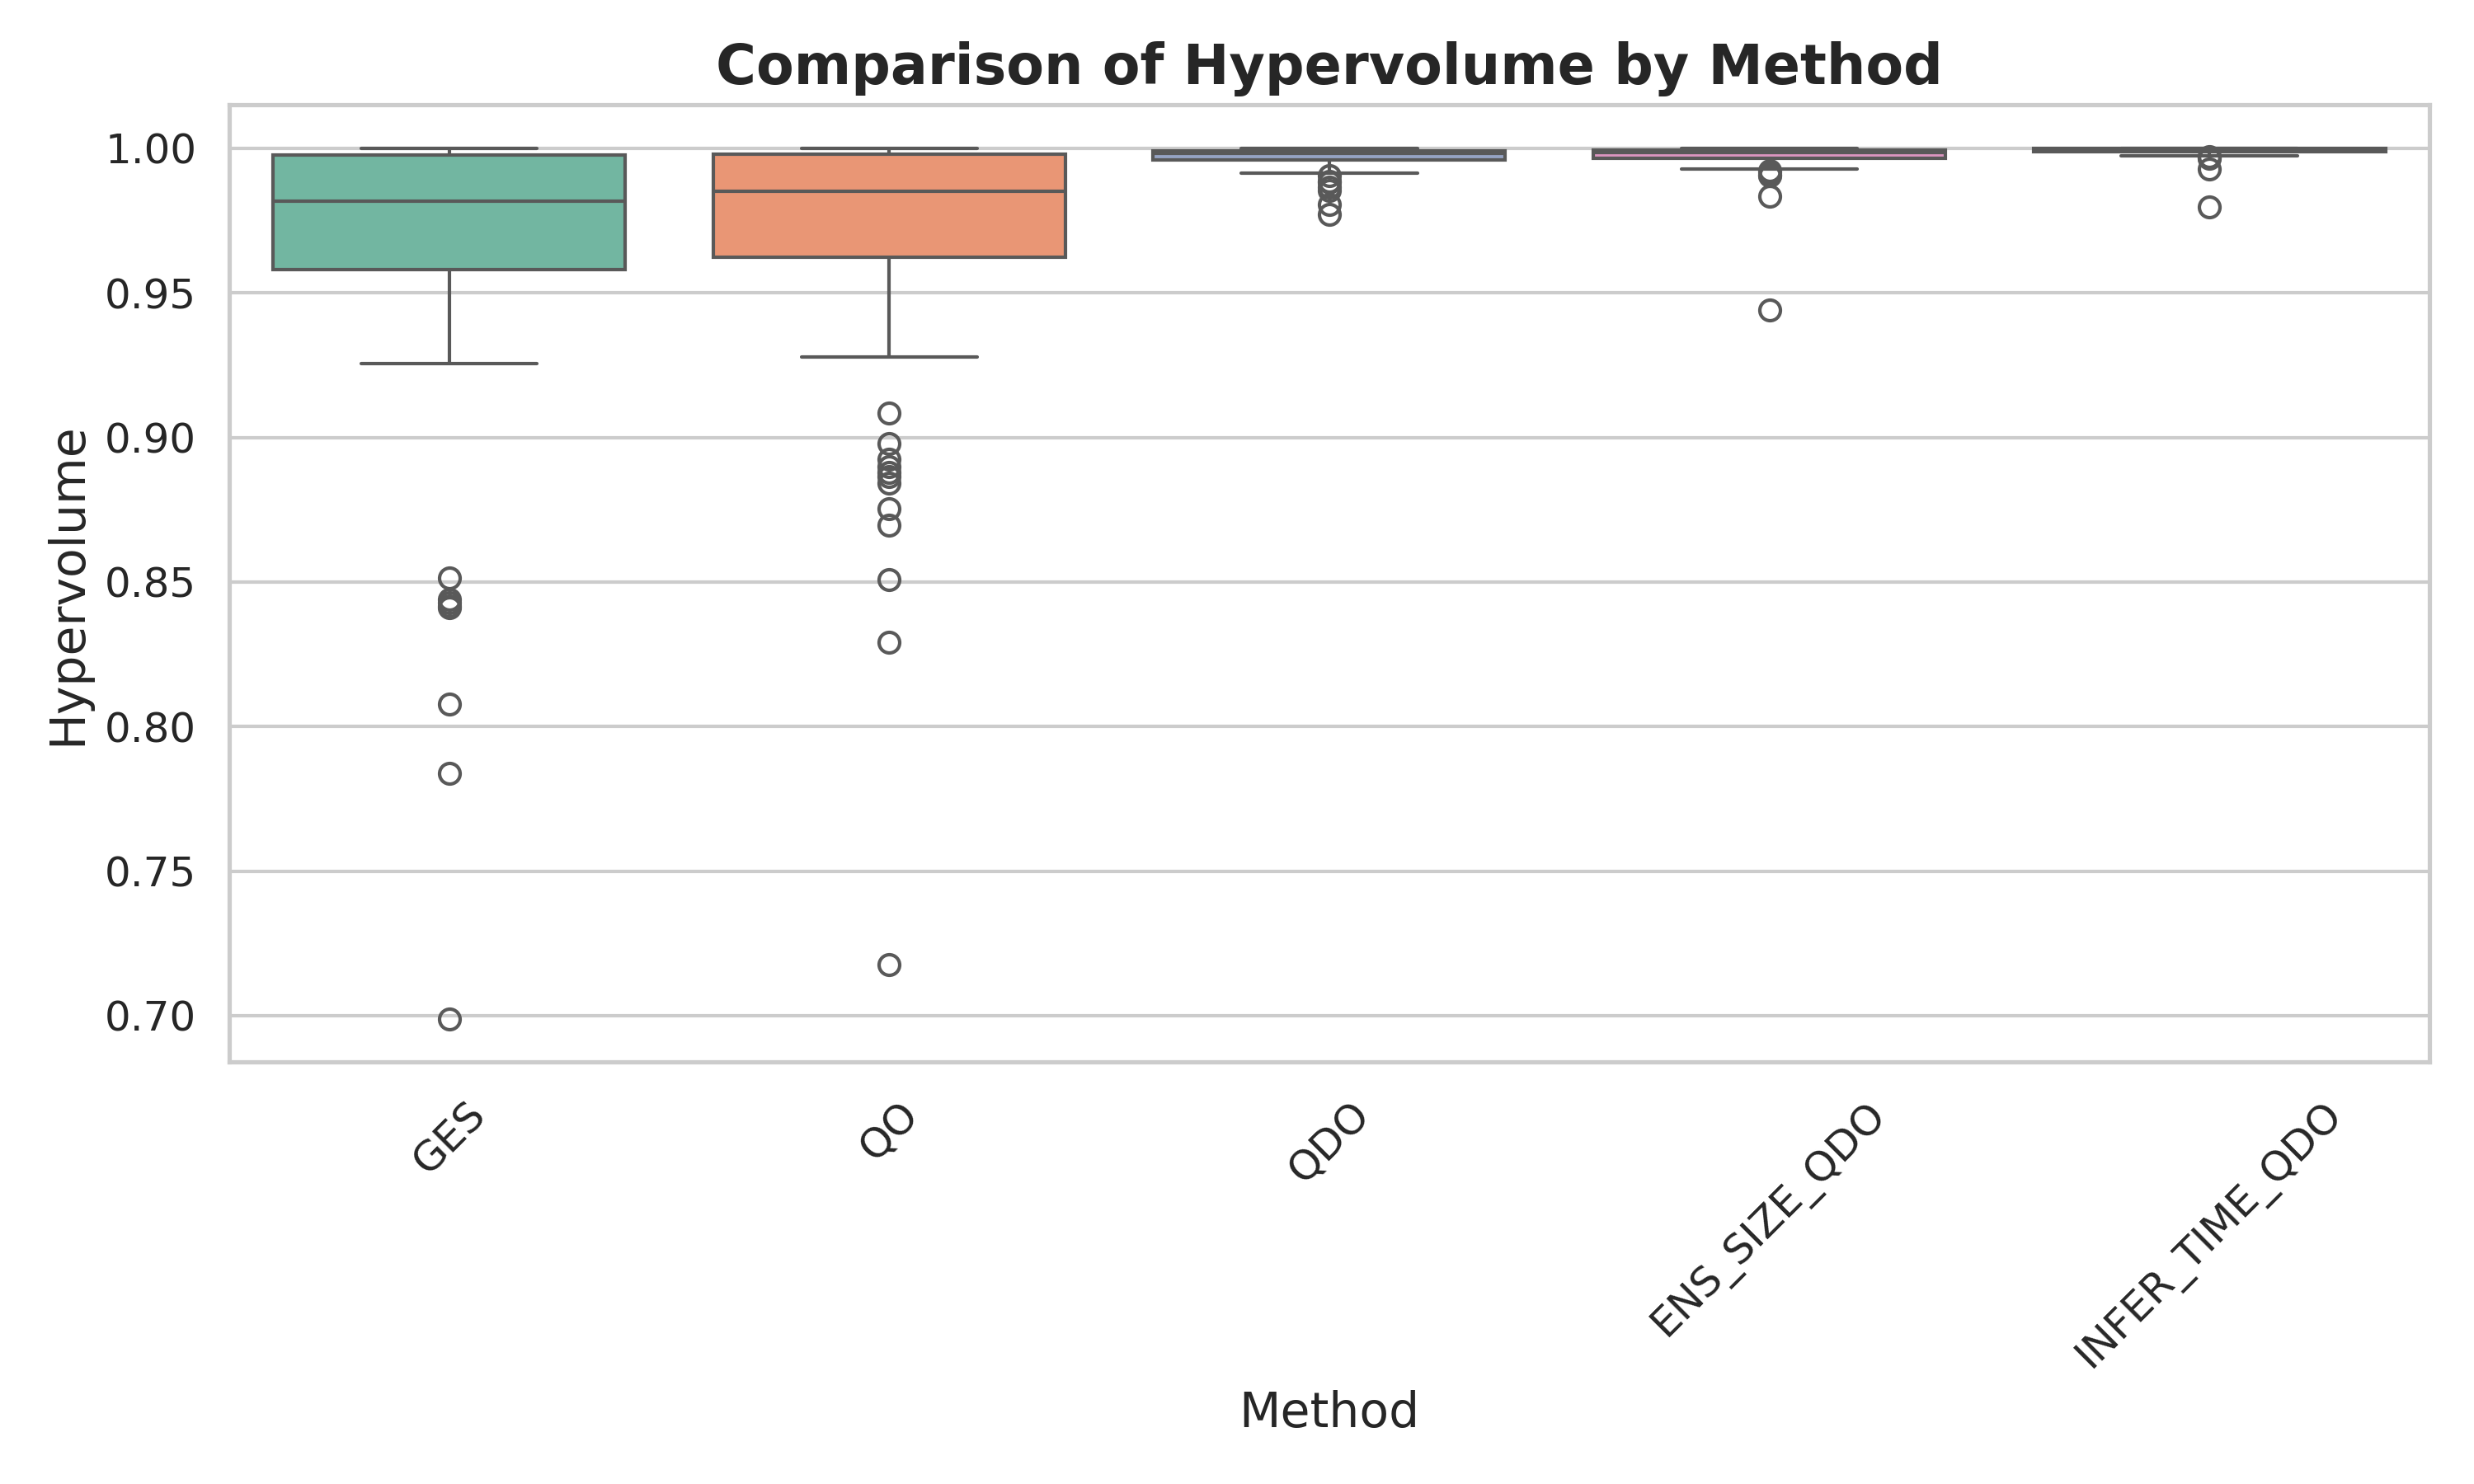 Comparison of Hypervolume by Method
Hypervolume
1.00
0.95
0.90
0.85
0.80
0.75
0.70
GES
QO
QDO
ENS_SIZE_QDO
INFER_TIME_QDO
Method